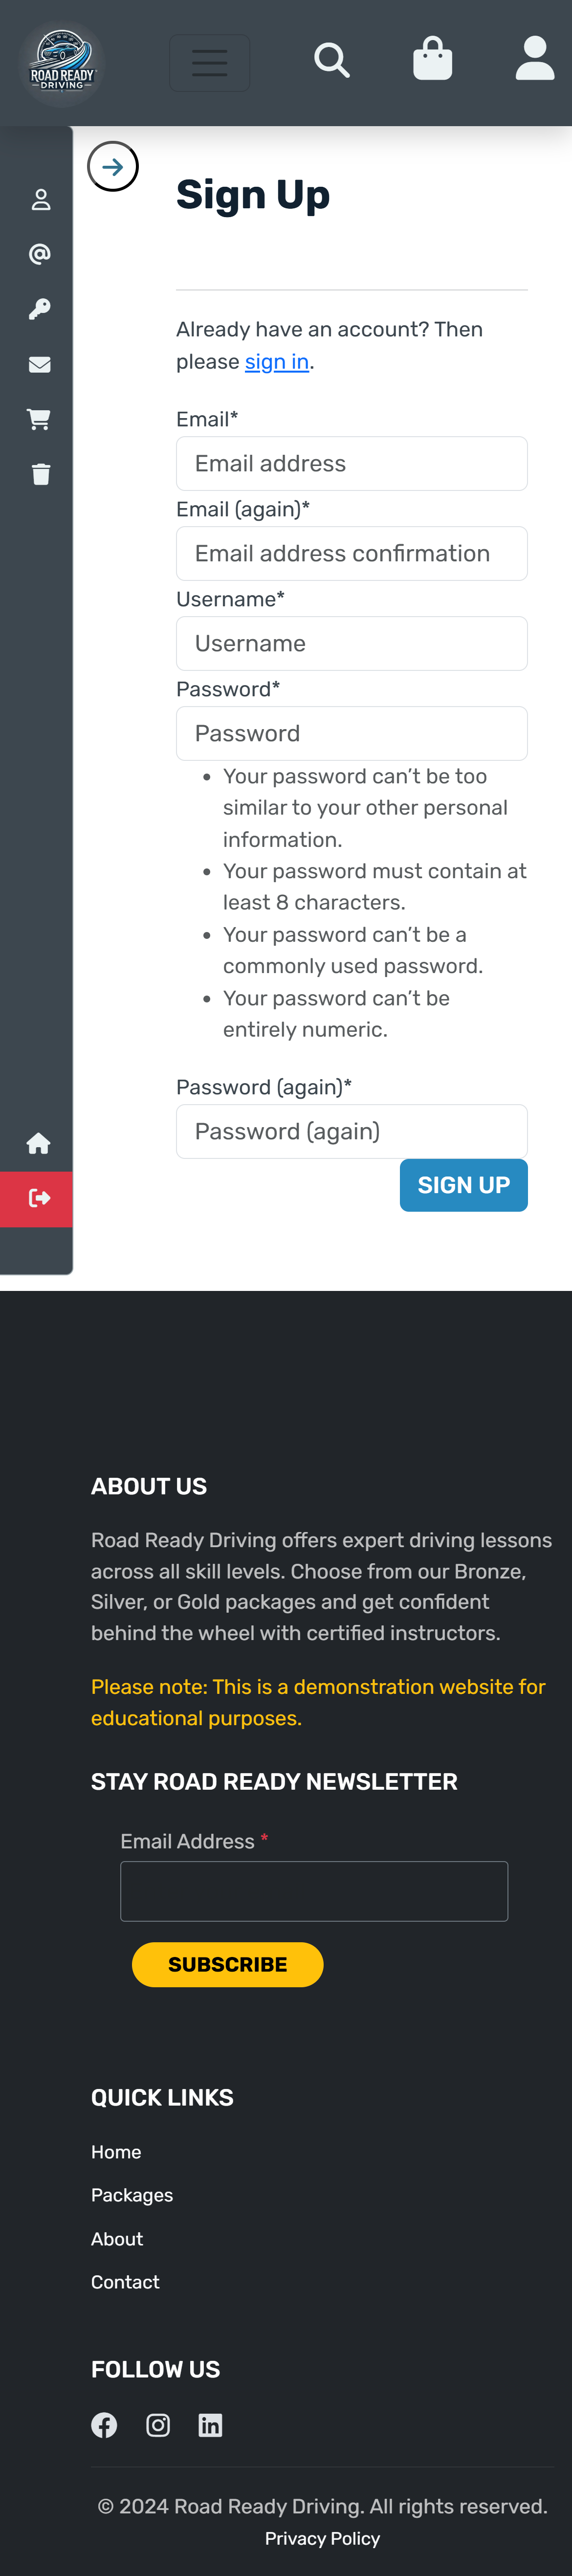 ROAD READY
DRIVING
Sign Up
Already have an account? Then
please sign in.
Email*
Email address
Email (again)*
Email address confirmation
Username*
Username
Password*
Password
• Your password can’t be too
similar to your other personal
information.
• Your password must contain at
least 8 characters.
• Your password can’t be a
commonly used password.
• Your password can’t be
entirely numeric.
Password (again)*
Password (again)
SIGN UP
ABOUT US
Road Ready Driving offers expert driving lessons
across all skill levels. Choose from our Bronze,
Silver, or Gold packages and get confident
behind the wheel with certified instructors.
Please note: This is a demonstration website for
educational purposes.
STAY ROAD READY NEWSLETTER
Email Address *
SUBSCRIBE
QUICK LINKS
Home
Packages
About
Contact
FOLLOW US
© 2024 Road Ready Driving. All rights reserved.
Privacy Policy